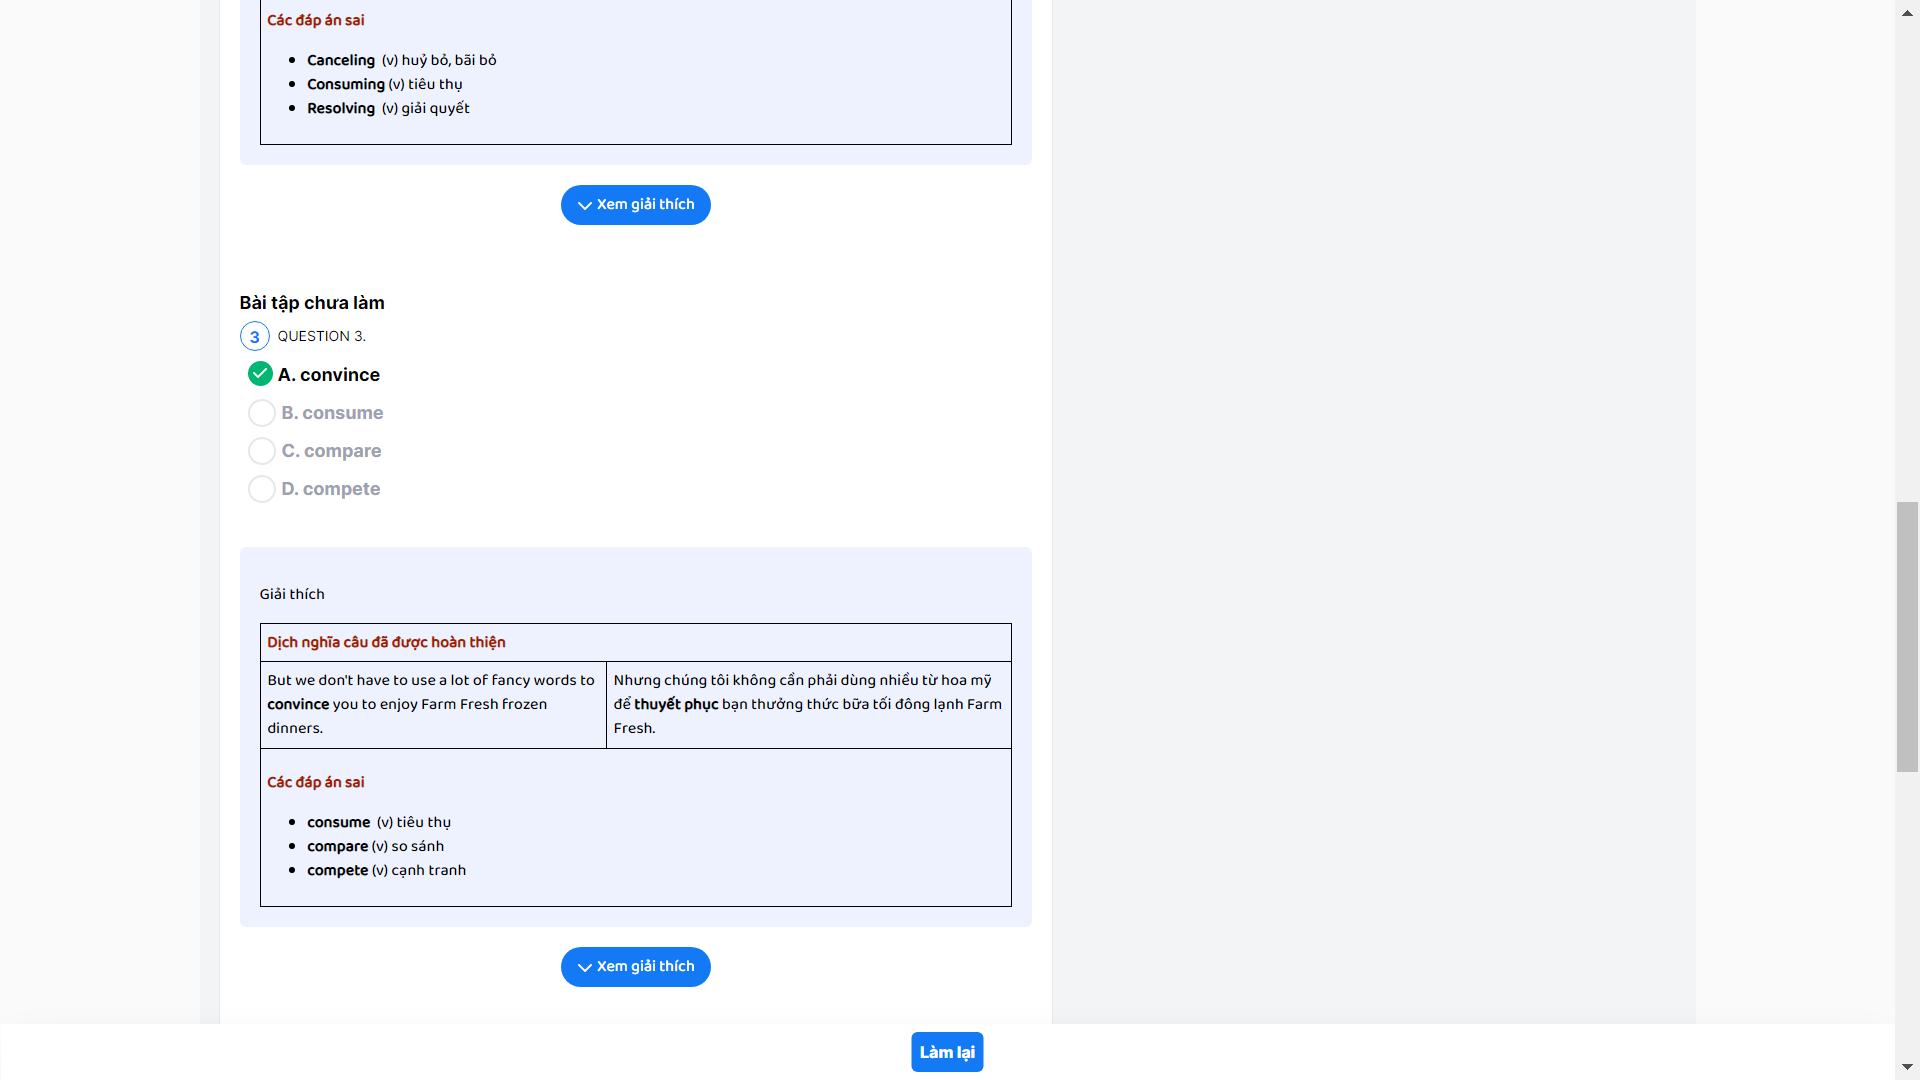 Các đáp án sai
Canceling (v) huỷ bỏ, bãi bỏ
Consuming (v) tiêu thụ
Resolving (v) giải quyết
Xem giải thích
Bài tập chưa làm
3 QUESTION 3.
A. convince
B. consume
C. compare
D. compete
Giải thích
Dịch nghĩa câu đã được hoàn thiện
But we don't have to use a lot of fancy words to
convince you to enjoy Farm Fresh frozen
dinners.
Nhưng chúng tôi không cần phải dùng nhiều từ hoa mỹ
để thuyết phục bạn thưởng thức bữa tối đông lạnh Farm
Fresh.
Các đáp án sai
consume (v) tiêu thụ
compare (v) so sánh
compete (v) cạnh tranh
Xem giải thích
Làm lại